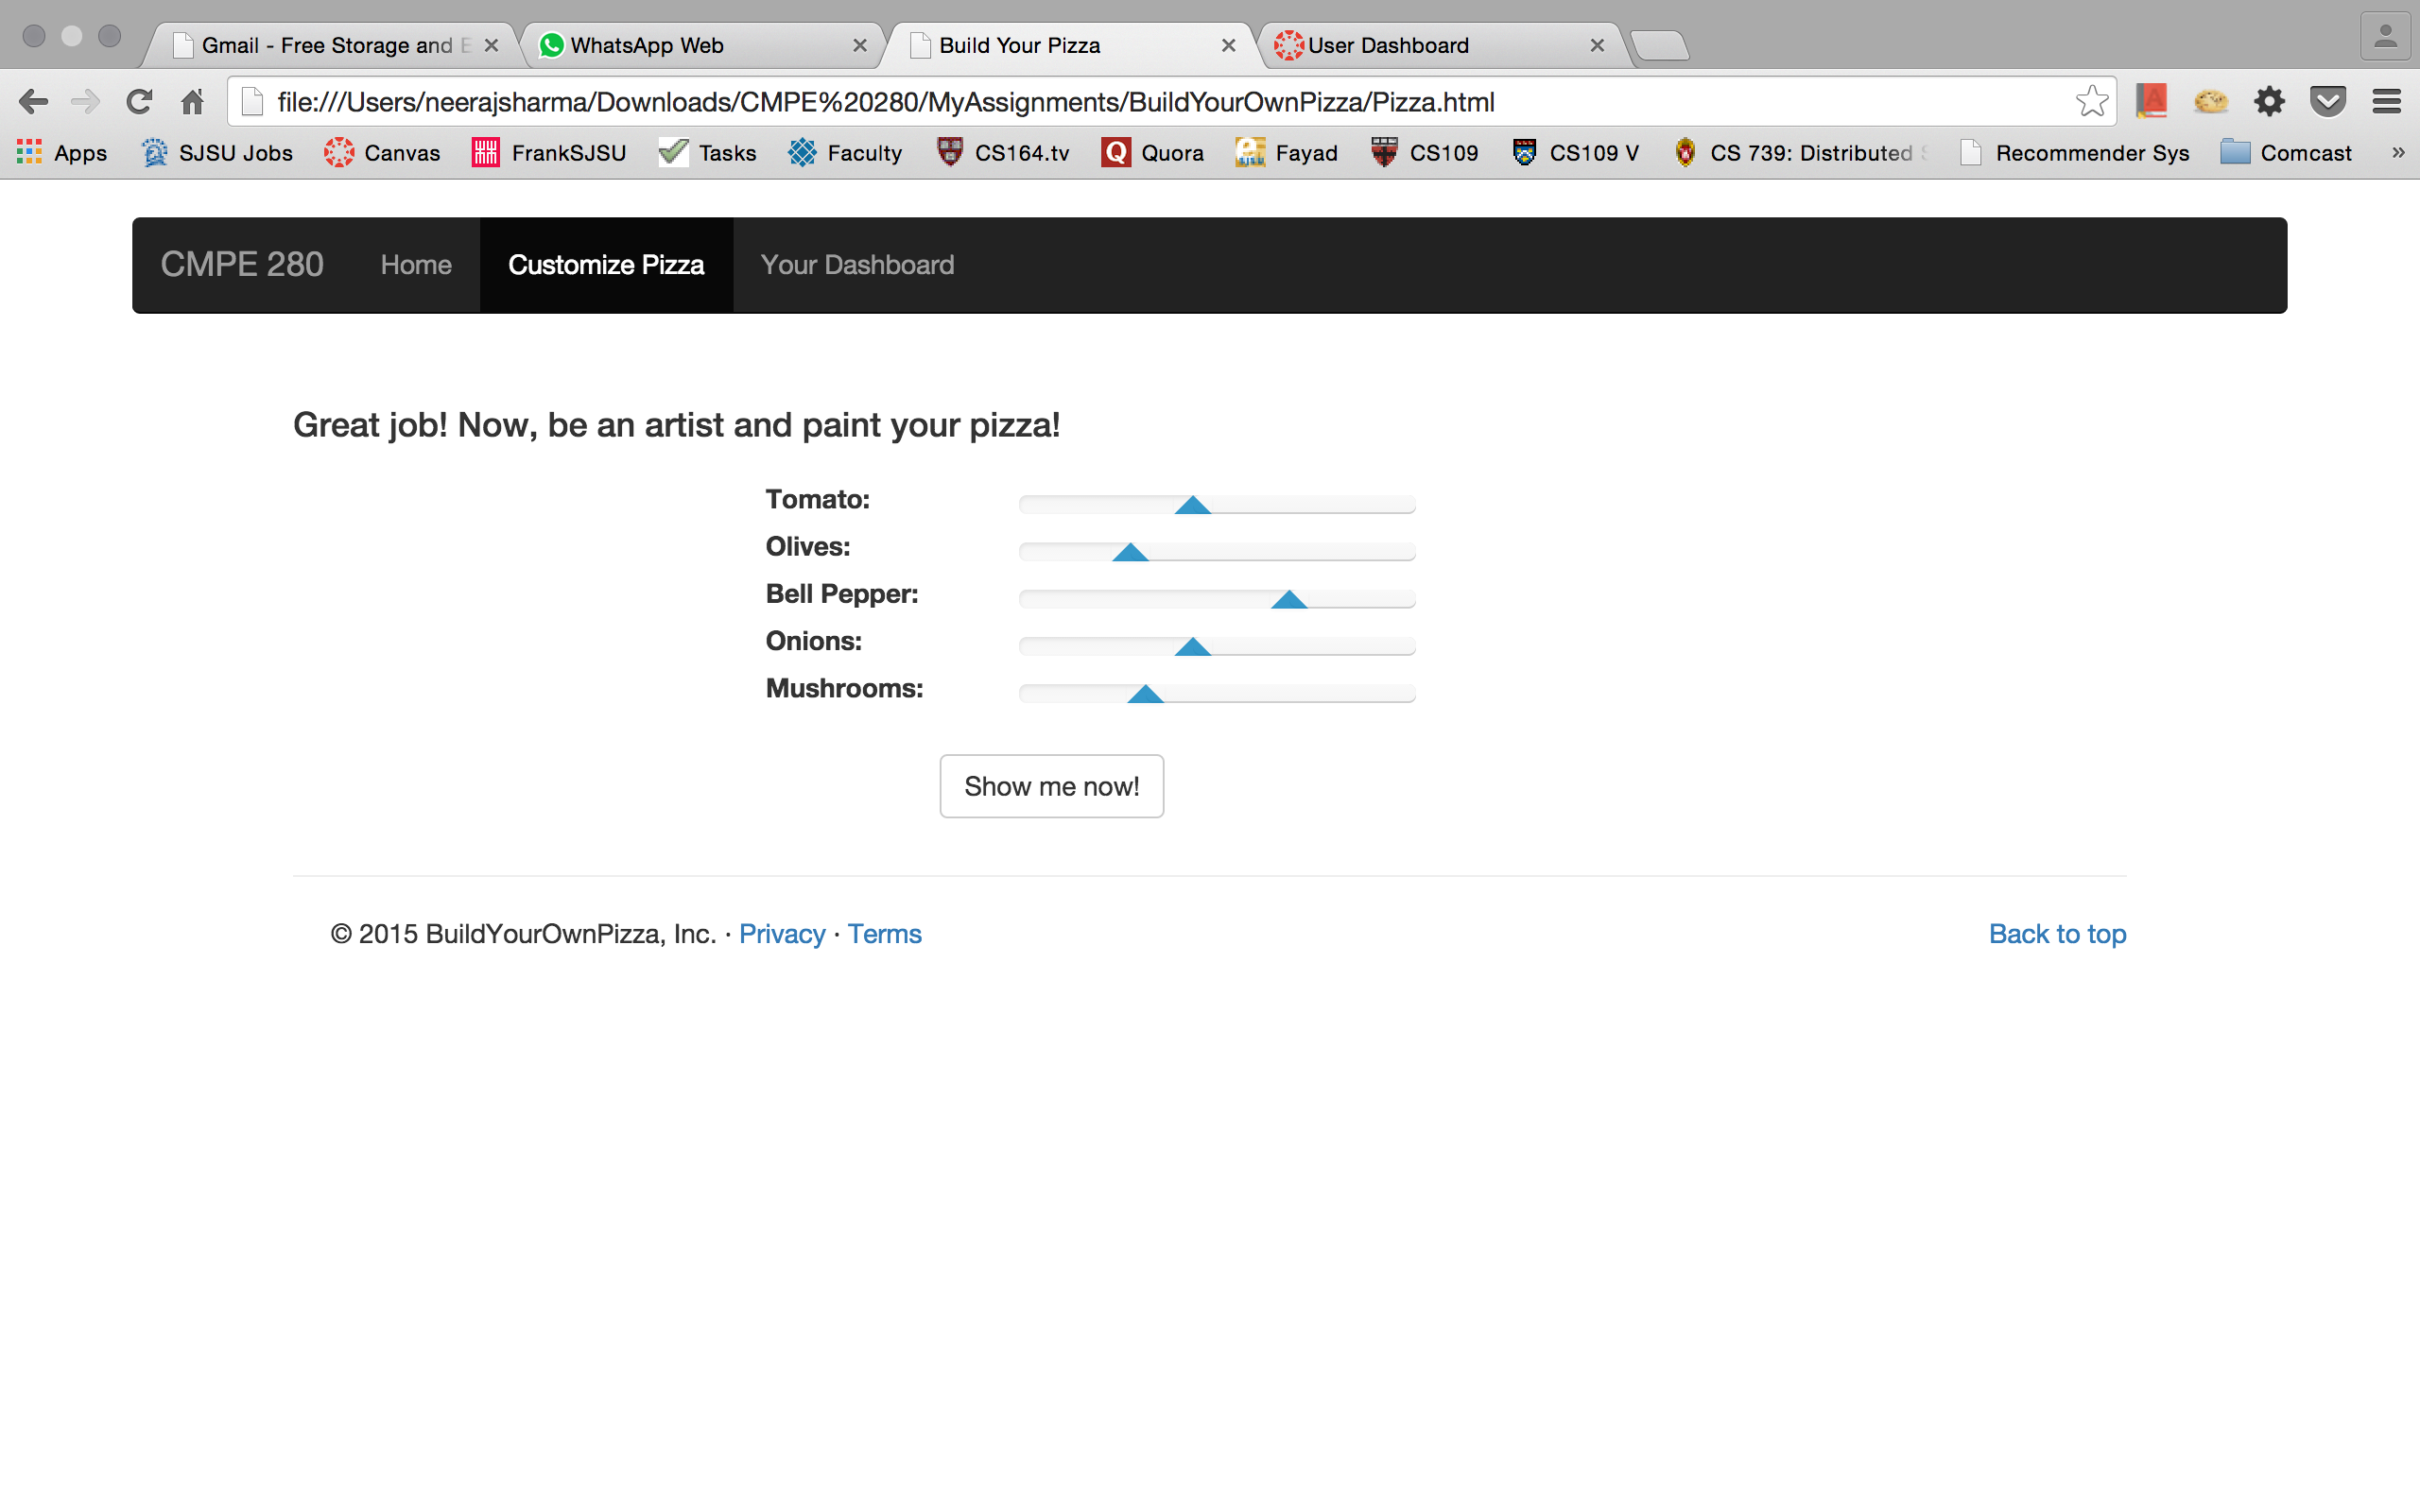 Gmail - Free Storage and E
WhatsApp Web
Build Your Pizza
User Dashboard
file:///Users/neerajsharma/Downloads/CMPE%20280/MyAssignments/BuildYourOwnPizza/Pizza.html
Apps SJSU Jobs Canvas FrankSJSU Tasks Faculty CS164.tv Quora Fayad CS109 CS109 V CS 739: Distributed S Recommender Sys Comcast »
CMPE 280 Home Customize Pizza Your Dashboard
Great job! Now, be an artist and paint your pizza!
Tomato:
Olives:
Bell Pepper:
Onions:
Mushrooms:
Show me now!
© 2015 BuildYourOwnPizza, Inc. · Privacy · Terms
Back to top